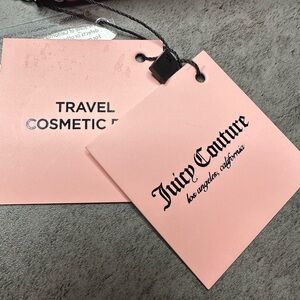 TRAVEL
COSMETIC
Juicy Couture
los angeles, california